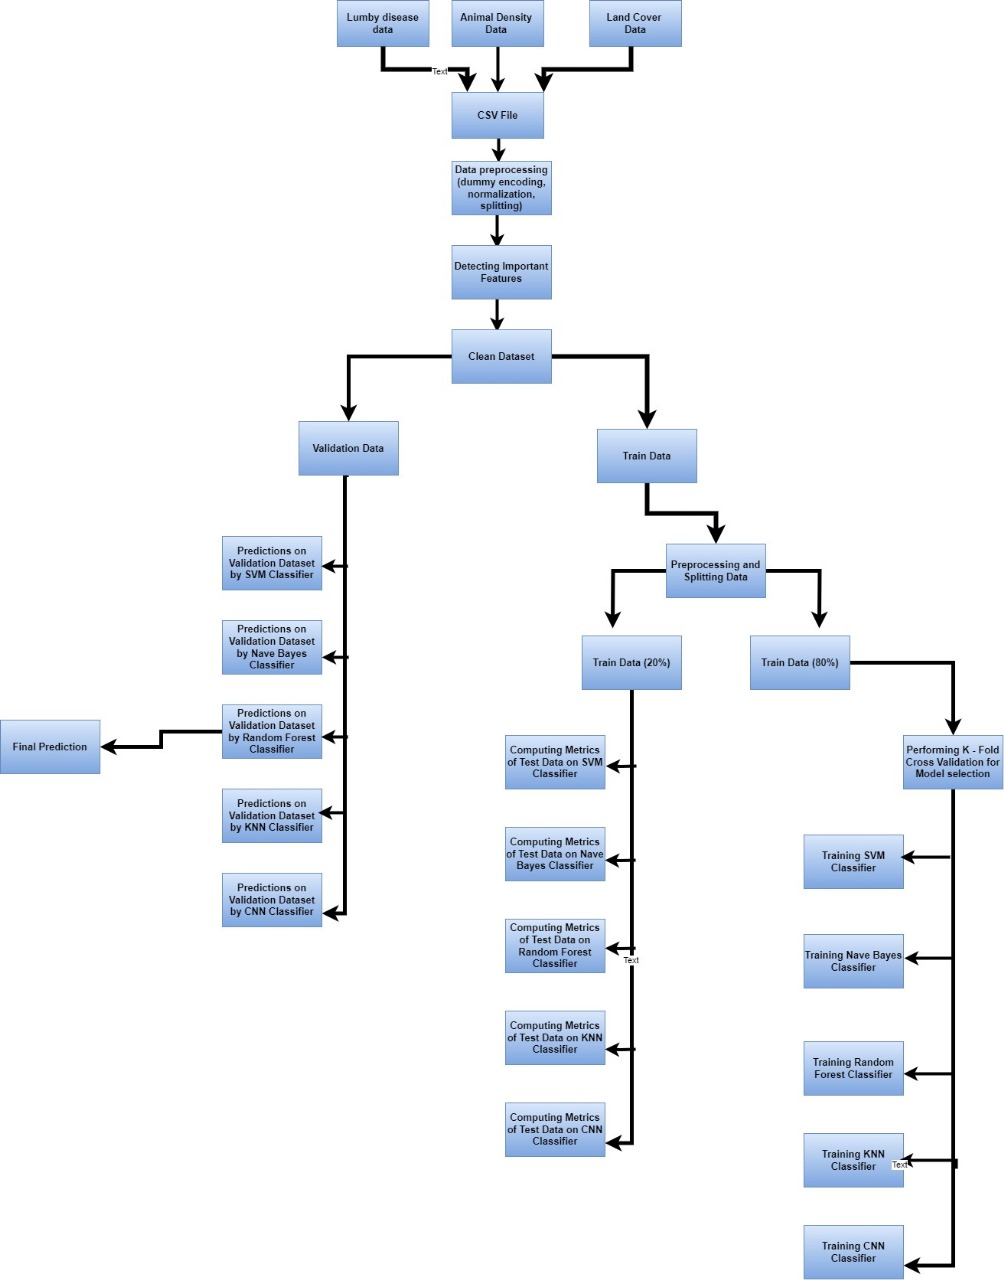 Lumby disease
data
Animal Density
Data
Land Cover
Data
Text
CSV File
Data preprocessing
(dummy encoding,
normalization,
splitting)
Detecting Important
Features
Clean Dataset
Validation Data
Train Data
Predictions on
Validation Dataset
by SVM Classifier
Predictions on
Validation Dataset
by Nave Bayes
Classifier
Predictions on
Validation Dataset
by Random Forest
Classifier
Final Prediction
Predictions on
Validation Dataset
by KNN Classifier
Predictions on
Validation Dataset
by CNN Classifier
Preprocessing and
Splitting Data
Train Data (20%)
Train Data (80%)
Computing Metrics
of Test Data on SVM
Classifier
Computing Metrics
of Test Data on Nave
Bayes Classifier
Computing Metrics
of Test Data on
Random Forest
Classifier
Text
Computing Metrics
of Test Data on KNN
Classifier
Computing Metrics
of Test Data on CNN
Classifier
Performing K - Fold
Cross Validation for
Model selection
Training SVM
Classifier
Training Nave Bayes
Classifier
Training Random
Forest Classifier
Training KNN
Classifier
Text
Training CNN
Classifier